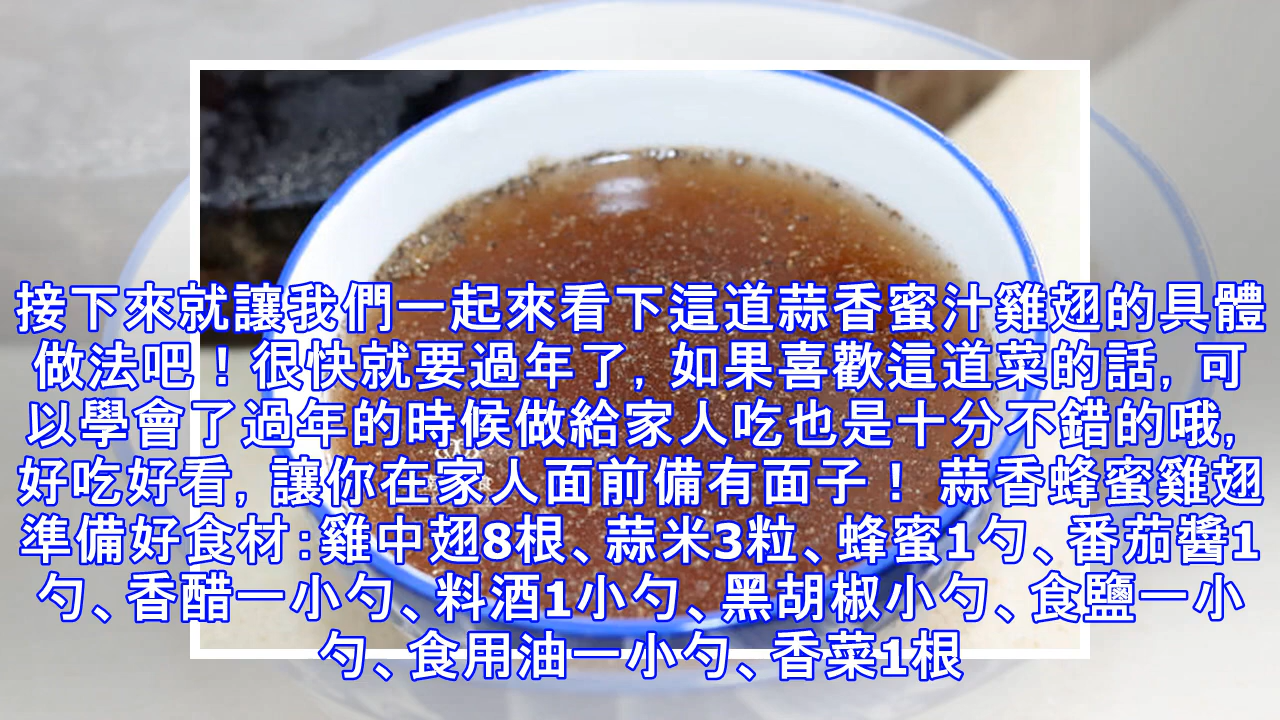 接下來就讓我們一起來看下這道蒜香蜜汁雞翅的具體
做法吧！很快就要過年了, 如果喜歡這道菜的話, 可
以學會了過年的時候做給家人吃也是十分不錯的哦,
好吃好看, 讓你在家人面前備有面子！ 蒜香蜂蜜雞翅
準備好食材:雞中翅8根、蒜米3粒、蜂蜜1勺、番茄醬1
勺、香醋一小勺、料酒1小勺、黑胡椒小勺、食鹽一小
勺、食用油一小勺、香菜1根